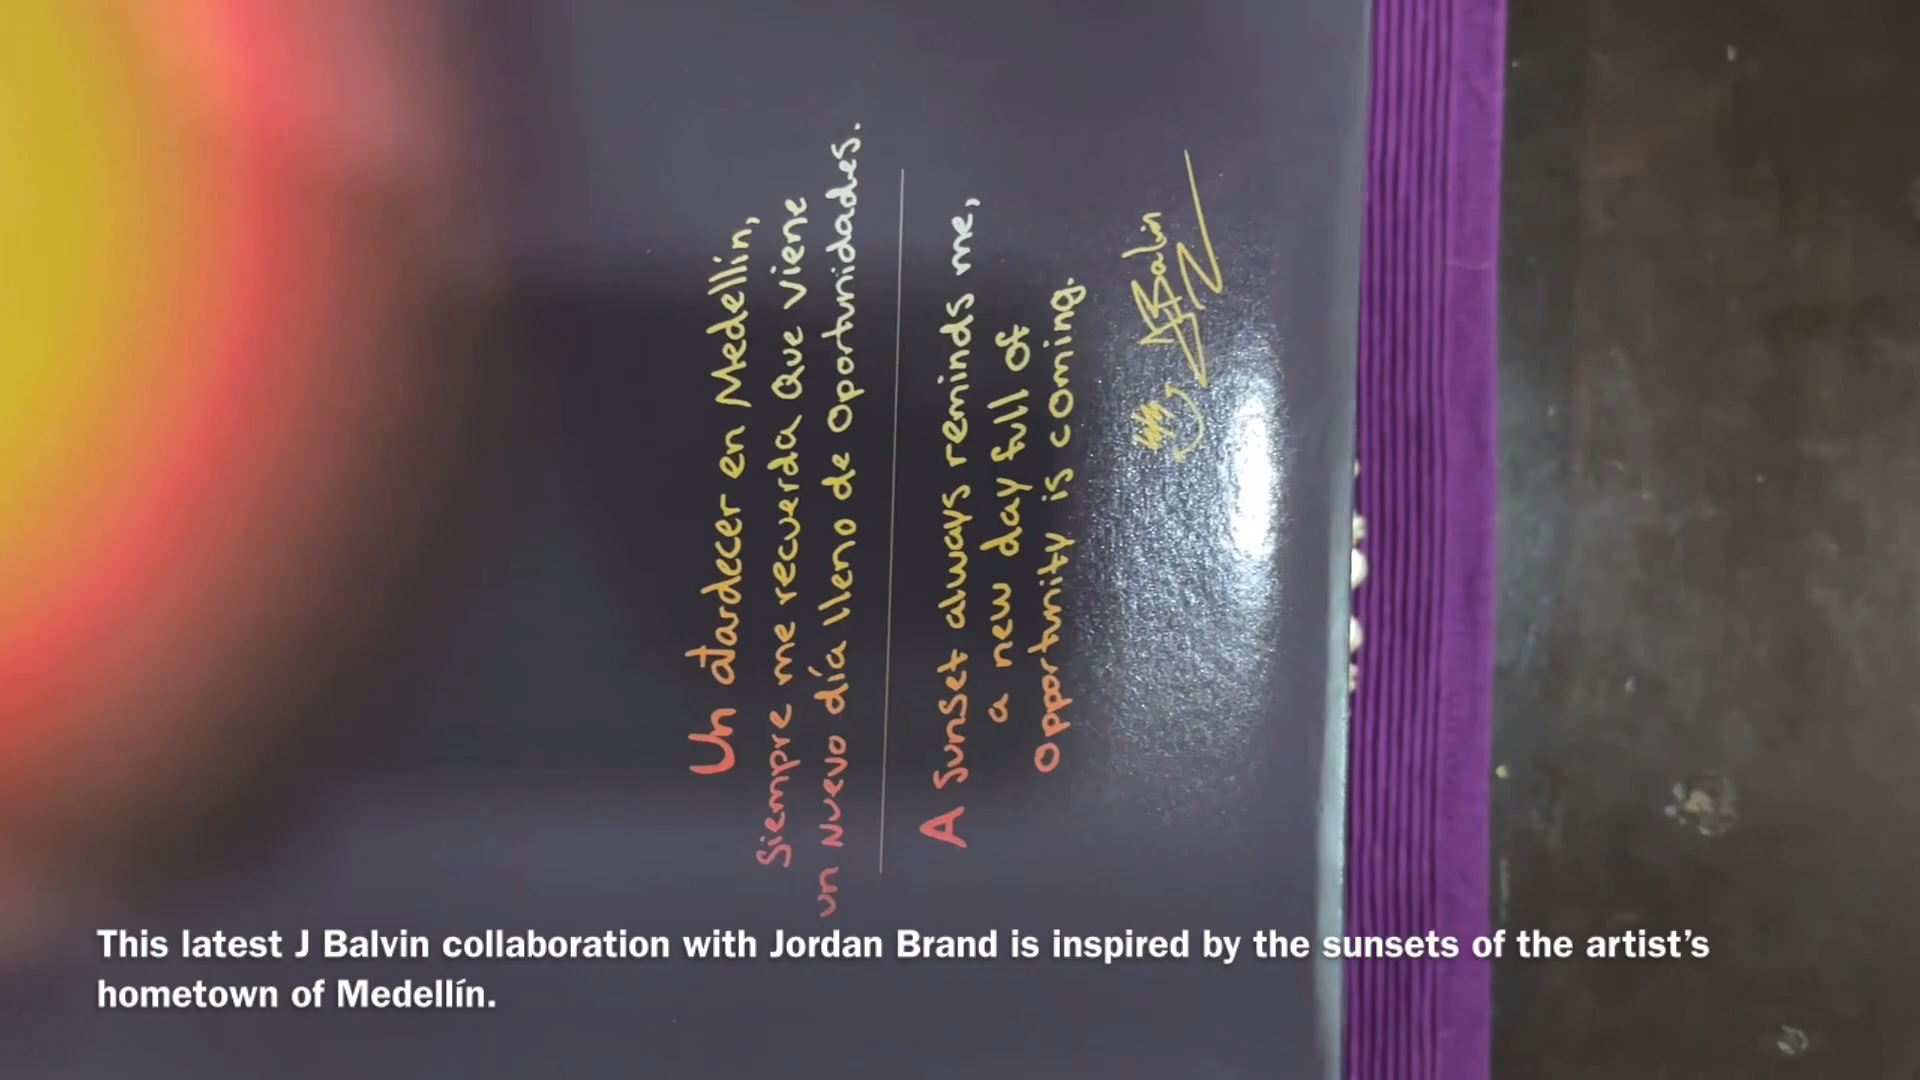 Un atardecer en Medellín,
Siempre me recuerda Que viene
un Nuevo día lleno de Oportunidades.
A Sunset always reminds me,
a new day full of
Opportunity is coming.
JBalvin
This latest J Balvin collaboration with Jordan Brand is inspired by the sunsets of the artist’s
hometown of Medellín.